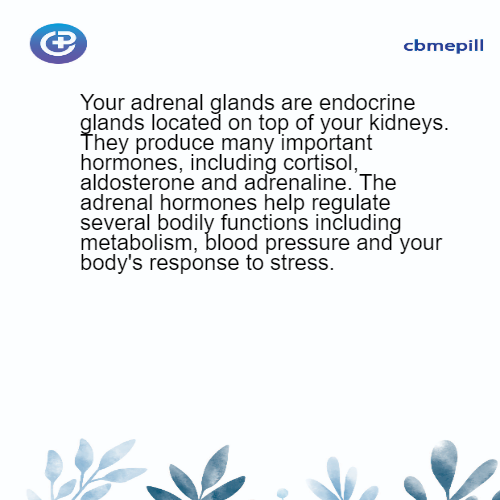 cbmepill
Your adrenal glands are endocrine
glands located on top of your kidneys.
They produce many important
hormones, including cortisol,
aldosterone and adrenaline. The
adrenal hormones help regulate
several bodily functions including
metabolism, blood pressure and your
body's response to stress.